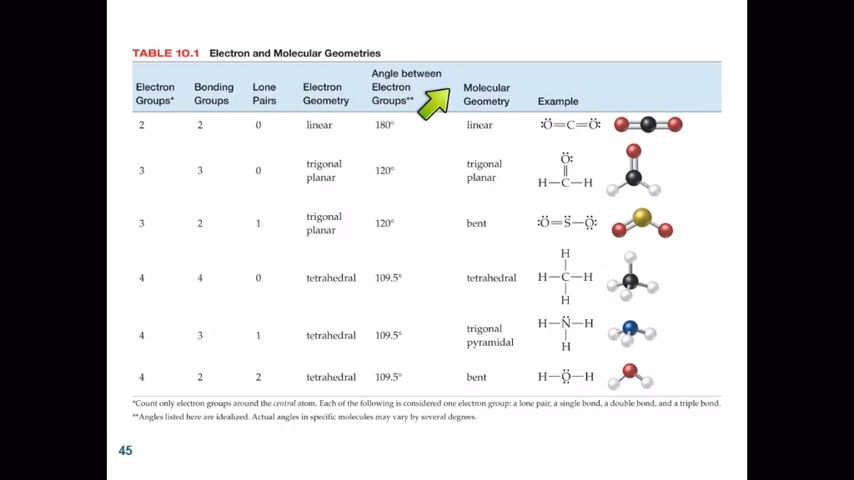 TABLE 10.1 Electron and Molecular Geometries
Electron Groups* Bonding Groups Lone Pairs Electron Geometry Angle between Electron Groups** Molecular Geometry Example
2 2 0 linear 180° linear :Ö=C=Ö:
3 3 0 trigonal planar 120° trigonal planar
Ö:
||
H—C—H
3 2 1 trigonal planar 120° bent :Ö=S̈—Ö̤:
4 4 0 tetrahedral 109.5° tetrahedral
H
|
H—C—H
|
H
4 3 1 tetrahedral 109.5° trigonal pyramidal
H—N̈—H
|
H
4 2 2 tetrahedral 109.5° bent H—Ö̤—H
*Count only electron groups around the central atom. Each of the following is considered one electron group: a lone pair, a single bond, a double bond, and a triple bond.
**Angles listed here are idealized. Actual angles in specific molecules may vary by several degrees.
45